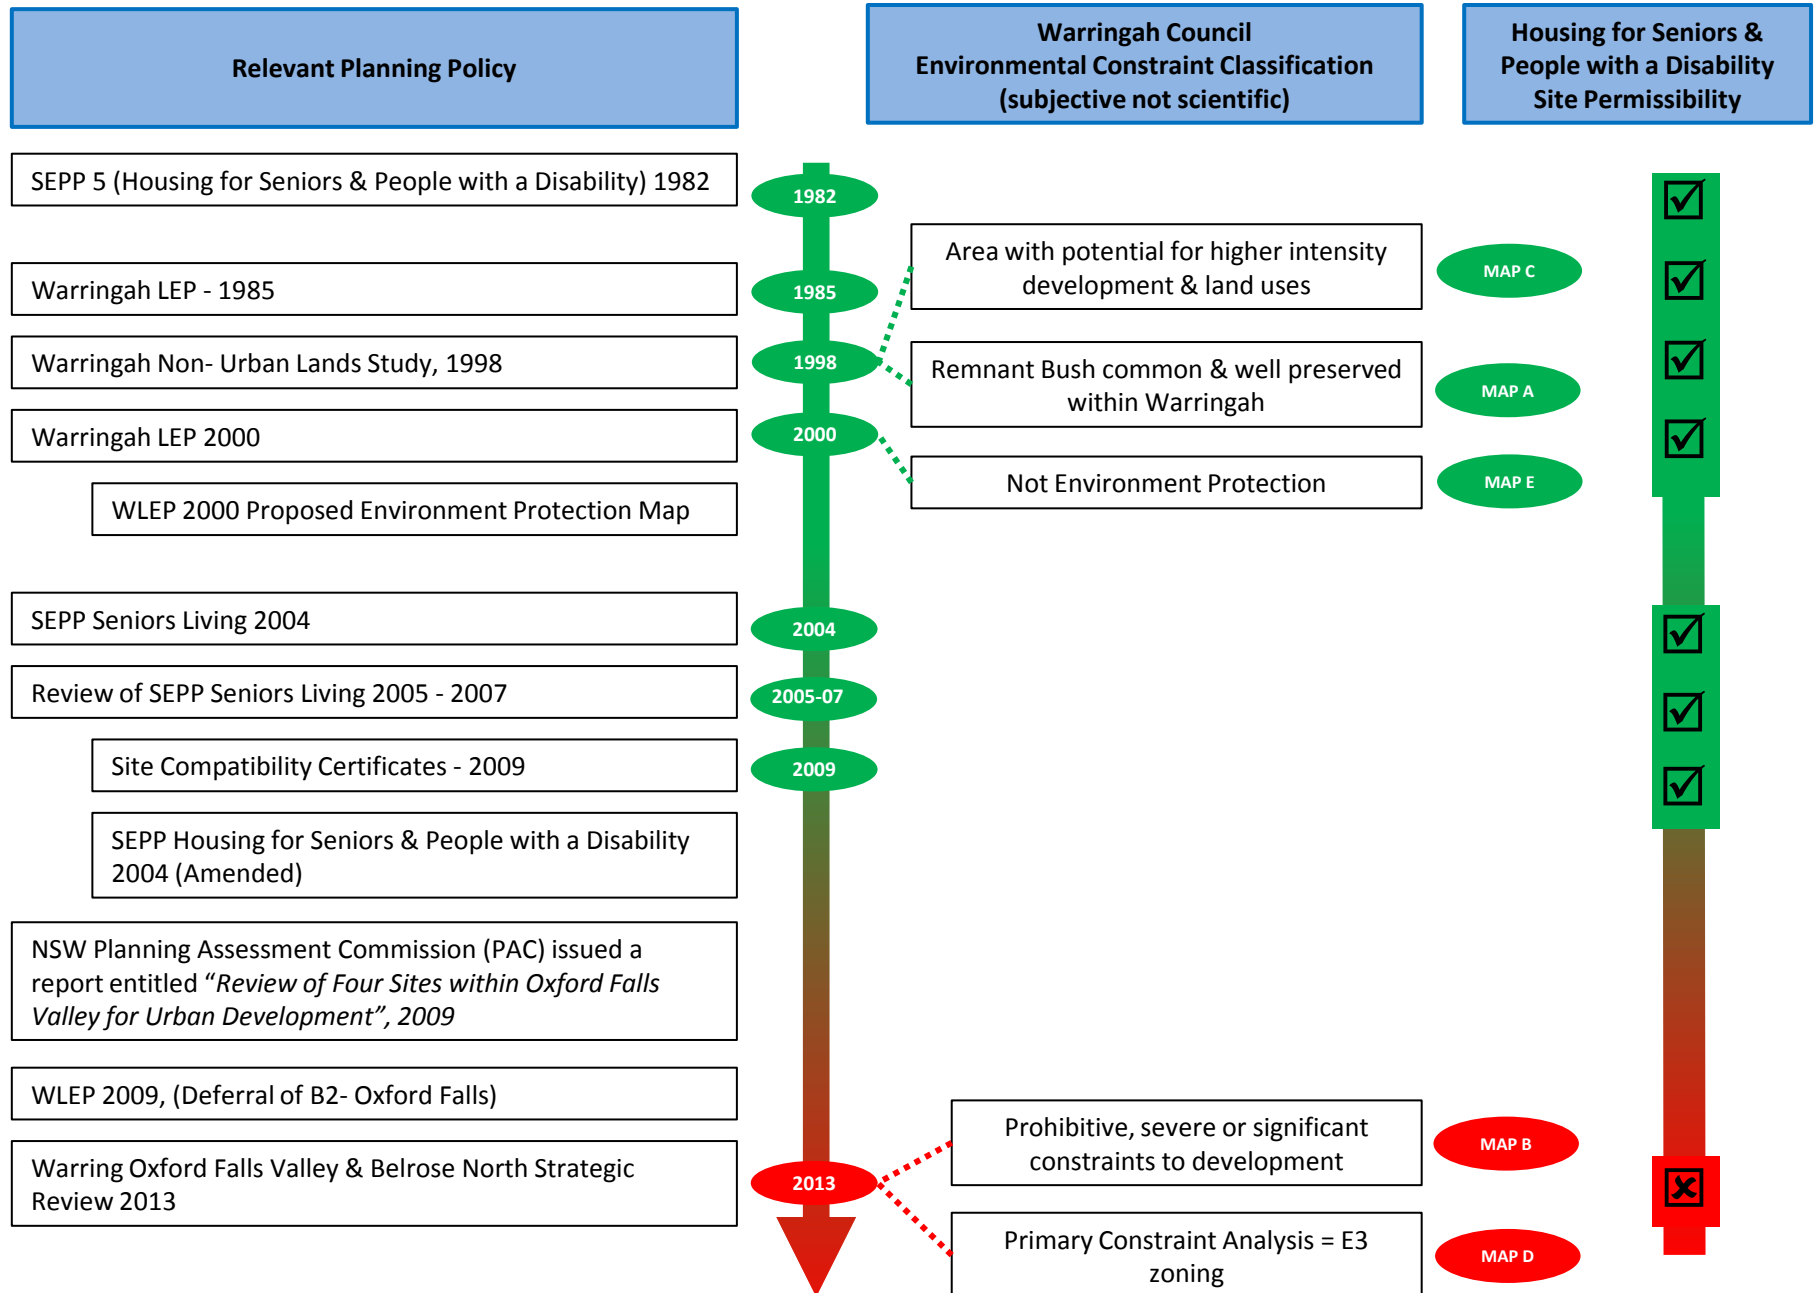 Relevant Planning Policy
Warringah Council
Environmental Constraint Classification
(subjective not scientific)
Housing for Seniors &
People with a Disability
Site Permissibility
SEPP 5 (Housing for Seniors & People with a Disability) 1982
1982
Warringah LEP - 1985
1985
Area with potential for higher intensity
development & land uses
MAP C
Warringah Non- Urban Lands Study, 1998
1998
Remnant Bush common & well preserved
within Warringah
MAP A
Warringah LEP 2000
2000
Not Environment Protection
MAP E
WLEP 2000 Proposed Environment Protection Map
SEPP Seniors Living 2004
2004
Review of SEPP Seniors Living 2005 - 2007
2005-07
Site Compatibility Certificates - 2009
2009
SEPP Housing for Seniors & People with a Disability
2004 (Amended)
NSW Planning Assessment Commission (PAC) issued a
report entitled “Review of Four Sites within Oxford Falls
Valley for Urban Development”, 2009
WLEP 2009, (Deferral of B2- Oxford Falls)
Warring Oxford Falls Valley & Belrose North Strategic
Review 2013
2013
Prohibitive, severe or significant
constraints to development
MAP B
Primary Constraint Analysis = E3
zoning
MAP D